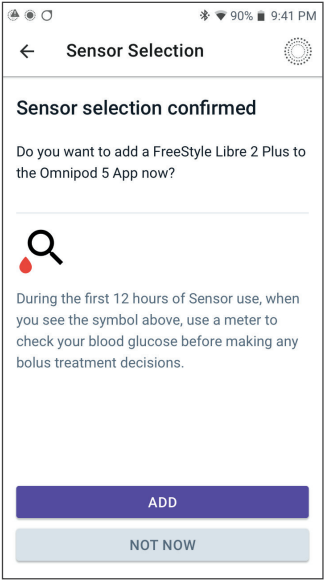 90% 9:41 PM
Sensor Selection
Sensor selection confirmed
Do you want to add a FreeStyle Libre 2 Plus to
the Omnipod 5 App now?
During the first 12 hours of Sensor use, when
you see the symbol above, use a meter to
check your blood glucose before making any
bolus treatment decisions.
ADD
NOT NOW